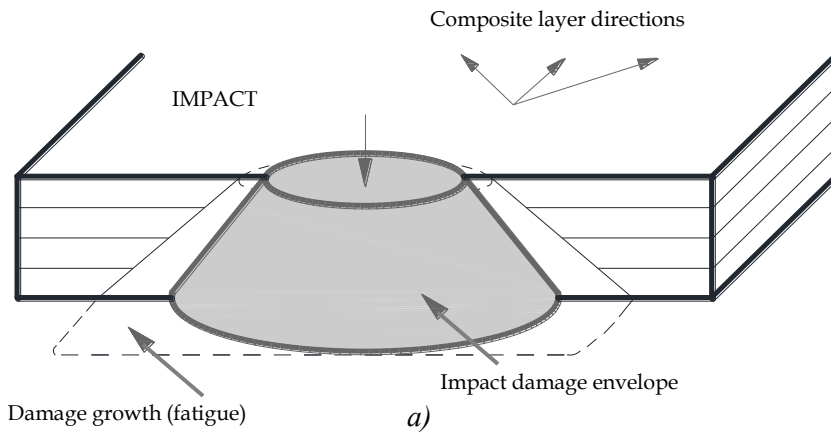 Composite layer directions
IMPACT
Impact damage envelope
Damage growth (fatigue)
a)